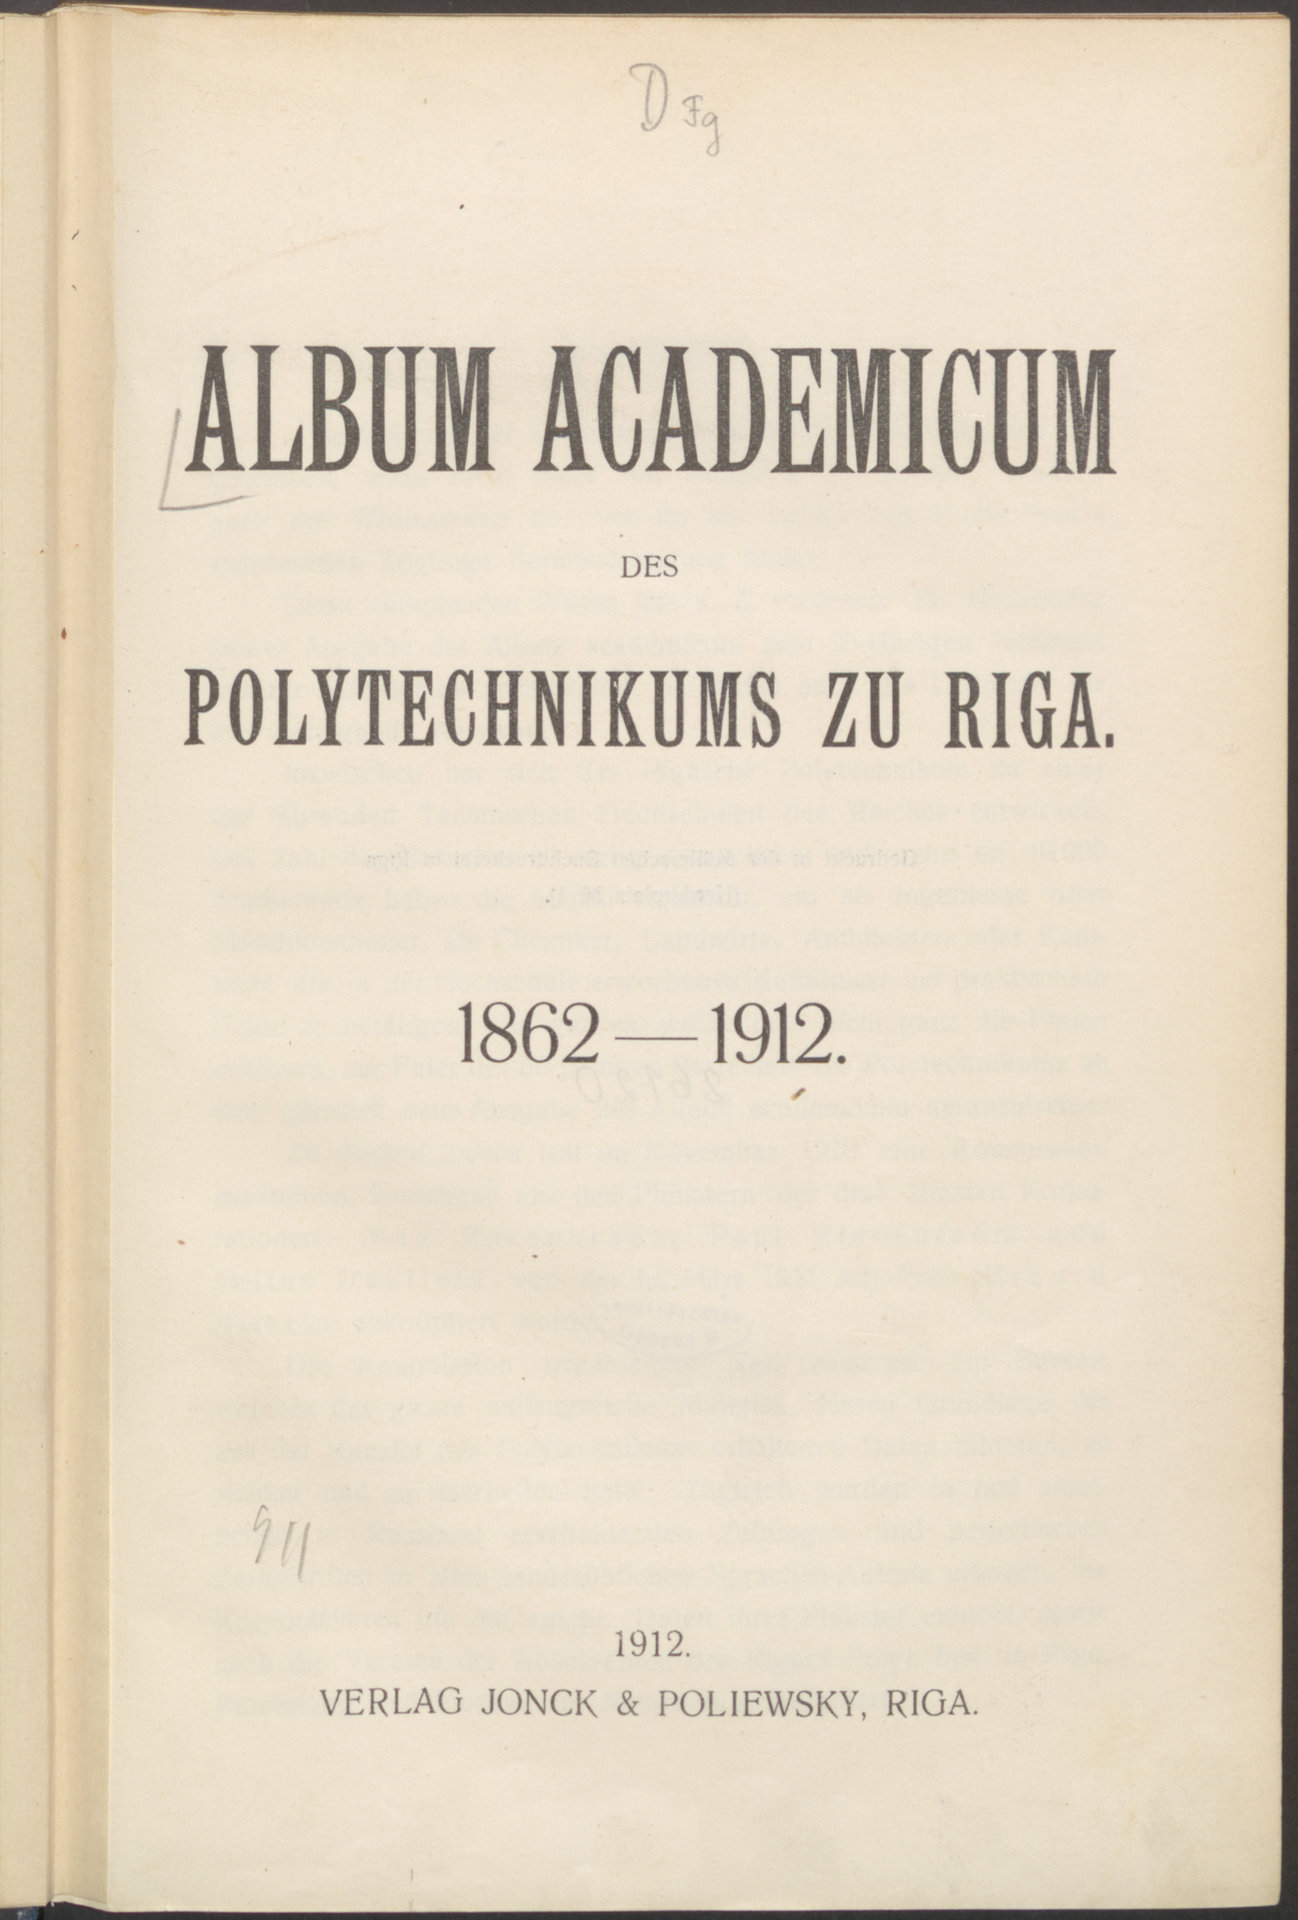 D Fg
ALBUM ACADEMICUM
DES
POLYTECHNIKUMS ZU RIGA.
1862 — 1912.
1912.
VERLAG JONCK & POLIEWSKY, RIGA.